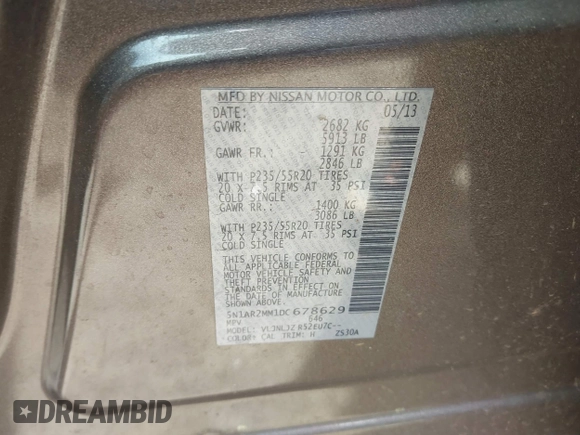 MFD BY NISSAN MOTOR CO., LTD.
DATE: 05/13
GVWR: 2682 KG
5913 LB
GAWR FR.: 1291 KG
2846 LB
WITH P235/55R20 TIRES
20 X 7.5 RIMS AT 35 PSI
COLD SINGLE
GAWR RR.: 1400 KG
3086 LB
WITH P235/55R20 TIRES
20 X 7.5 RIMS AT 35 PSI
COLD SINGLE
THIS VEHICLE CONFORMS TO
ALL APPLICABLE FEDERAL
MOTOR VEHICLE SAFETY AND
THEFT PREVENTION
STANDARDS IN EFFECT ON
THE DATE OF MANUFACTURE
SHOWN ABOVE.
5N1AR2MM1DC678629
MPV 546
MODEL: R52EU7C--
COLOR: CAL TRIM: H ZS30A
DREAMBID